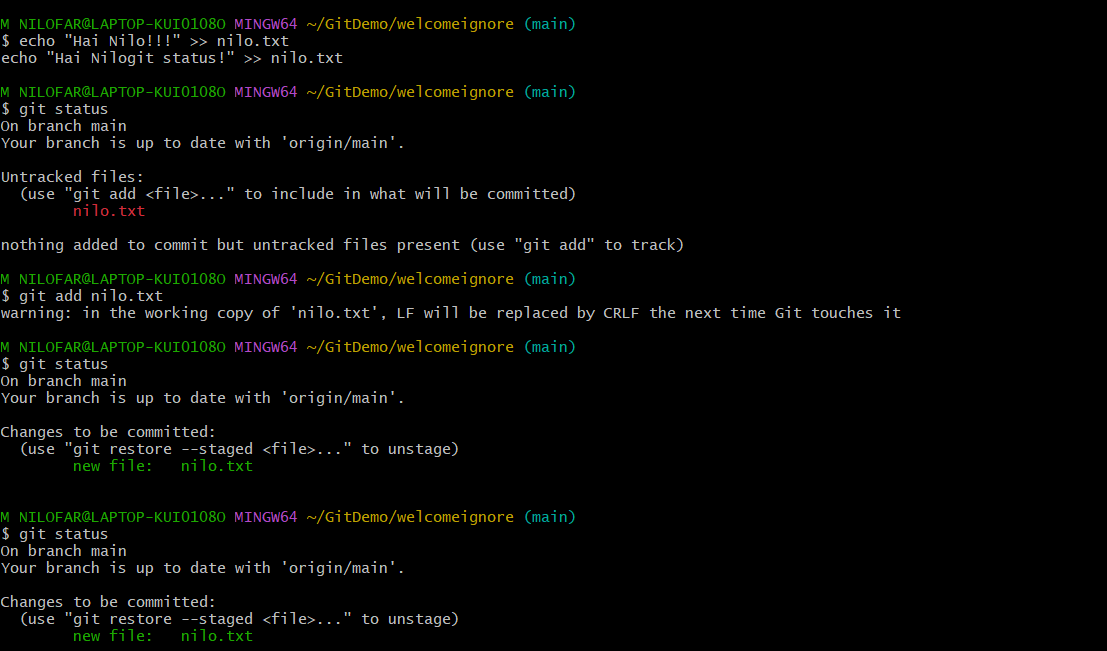 M NILOFAR@LAPTOP-KUIO108O MINGW64 ~/GitDemo/welcomeignore (main)
$ echo "Hai Nilo!!!" >> nilo.txt
echo "Hai Nilogit status!" >> nilo.txt
M NILOFAR@LAPTOP-KUIO108O MINGW64 ~/GitDemo/welcomeignore (main)
$ git status
On branch main
Your branch is up to date with 'origin/main'.
Untracked files:
  (use "git add <file>..." to include in what will be committed)
        nilo.txt
nothing added to commit but untracked files present (use "git add" to track)
M NILOFAR@LAPTOP-KUIO108O MINGW64 ~/GitDemo/welcomeignore (main)
$ git add nilo.txt
warning: in the working copy of 'nilo.txt', LF will be replaced by CRLF the next time Git touches it
M NILOFAR@LAPTOP-KUIO108O MINGW64 ~/GitDemo/welcomeignore (main)
$ git status
On branch main
Your branch is up to date with 'origin/main'.
Changes to be committed:
  (use "git restore --staged <file>..." to unstage)
        new file:   nilo.txt
M NILOFAR@LAPTOP-KUIO108O MINGW64 ~/GitDemo/welcomeignore (main)
$ git status
On branch main
Your branch is up to date with 'origin/main'.
Changes to be committed:
  (use "git restore --staged <file>..." to unstage)
        new file:   nilo.txt